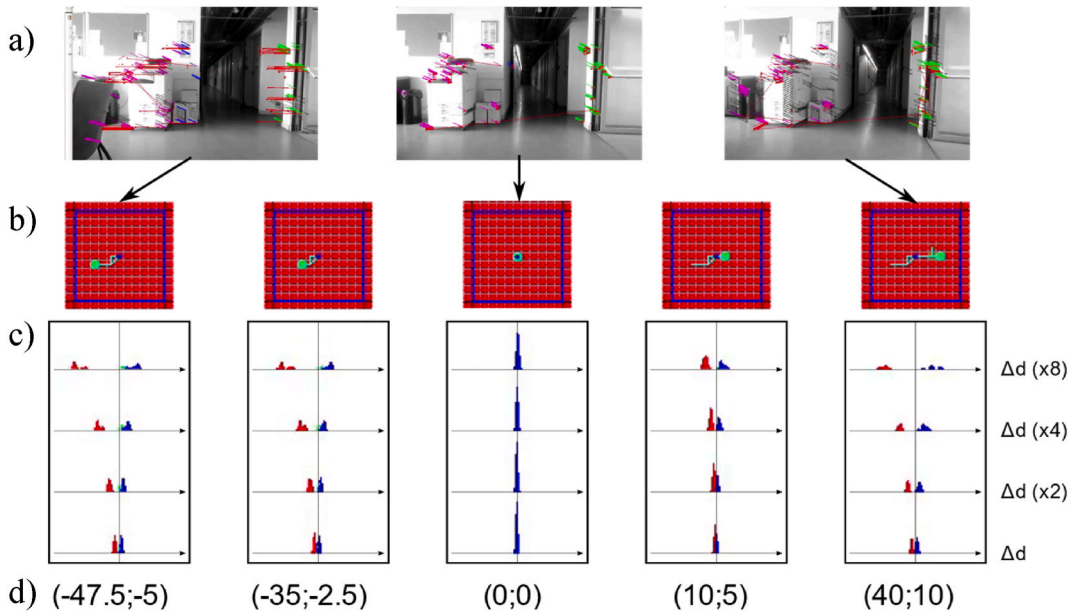 a)
b)
c)
Δd (x8)
Δd (x4)
Δd (x2)
Δd
d) (-47.5;-5) (-35;-2.5) (0;0) (10;5) (40;10)